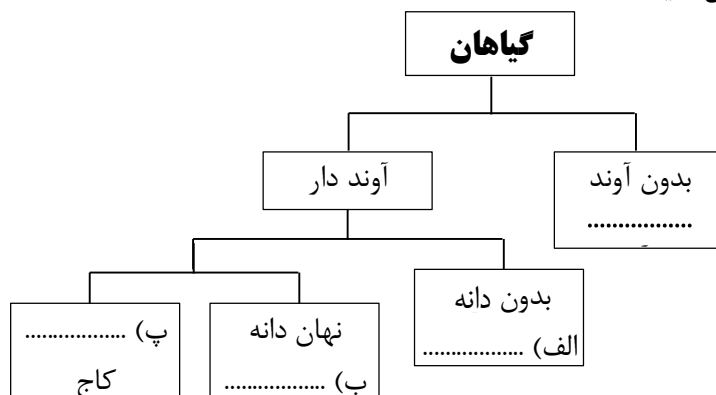 گیاهان
آوند دار
بدون آوند
..................
بدون دانه
الف) ..................
نهان دانه
ب) ..................
پ) ..................
کاج